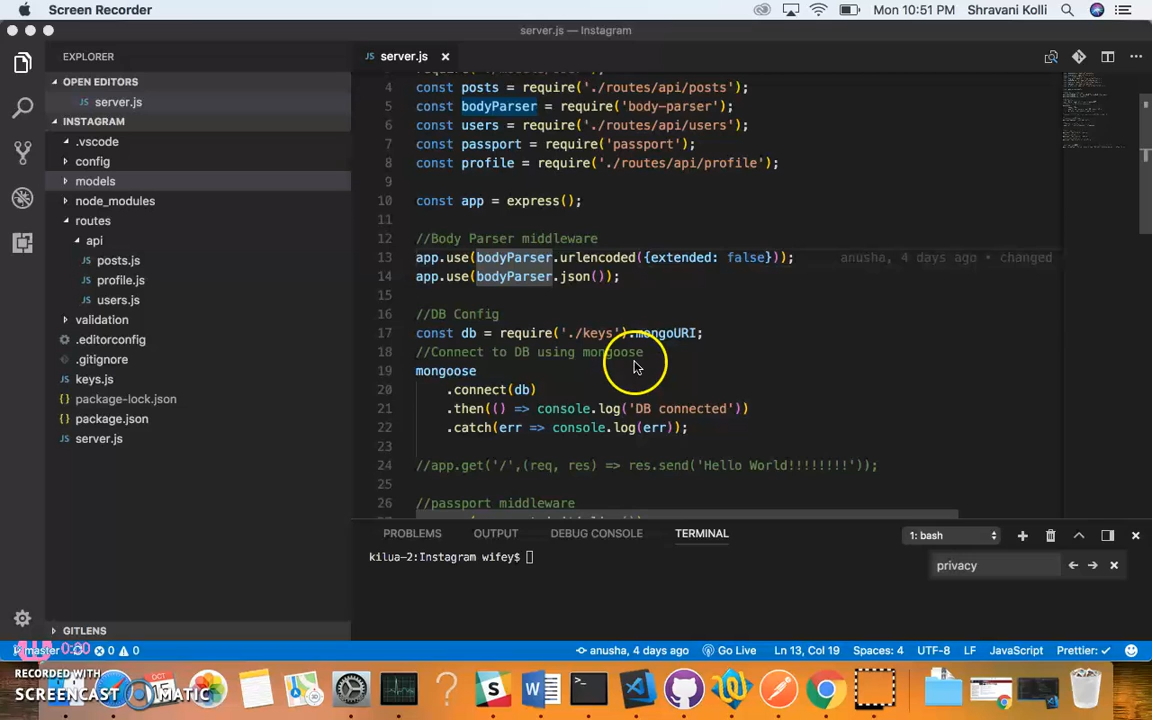 Screen Recorder
Mon 10:51 PM
Shravani Kolli
server.js — Instagram
EXPLORER
OPEN EDITORS
JS server.js
INSTAGRAM
.vscode
config
models
node_modules
routes
api
JS posts.js
JS profile.js
JS users.js
validation
.editorconfig
.gitignore
JS keys.js
{} package-lock.json
{} package.json
JS server.js
GITLENS
JS server.js
4 const posts = require('./routes/api/posts');
5 const bodyParser = require('body-parser');
6 const users = require('./routes/api/users');
7 const passport = require('passport');
8 const profile = require('./routes/api/profile');
9
10 const app = express();
11
12 //Body Parser middleware
13 app.use(bodyParser.urlencoded({extended: false})); anusha, 4 days ago • changed
14 app.use(bodyParser.json());
15
16 //DB Config
17 const db = require('./keys').mongoURI;
18 //Connect to DB using mongoose
19 mongoose
20 .connect(db)
21 .then(() => console.log('DB connected'))
22 .catch(err => console.log(err));
23
24 //app.get('/',(req, res) => res.send('Hello World!!!!!!!!'));
25
26 //passport middleware
PROBLEMS OUTPUT DEBUG CONSOLE TERMINAL
1: bash
kilua-2:Instagram wifey$
privacy
master 0:00 0 0
anusha, 4 days ago
Go Live
Ln 13, Col 19
Spaces: 4
UTF-8
LF
JavaScript
Prettier: ✓
RECORDED WITH
SCREENCAST MATIC
OCT